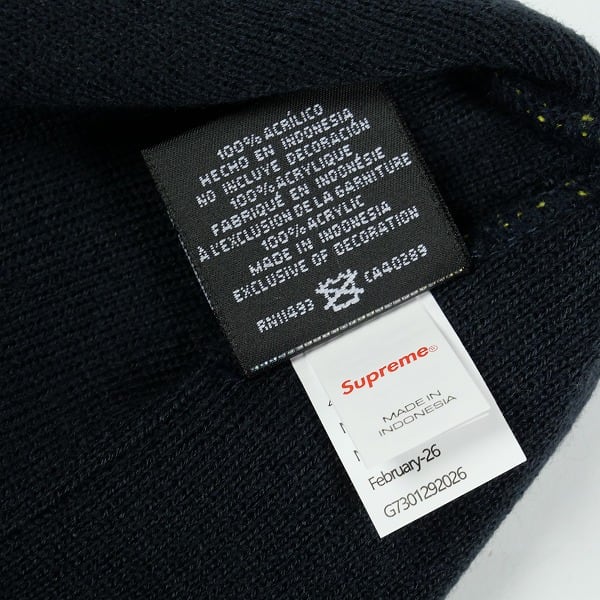 100% ACRÍLICO
HECHO EN INDONESIA
NO INCLUYE DECORACIÓN
100% ACRYLIQUE
FABRIQUÉ EN INDONÉSIE
À L'EXCLUSION DE LA GARNITURE
100% ACRYLIC
MADE IN INDONESIA
EXCLUSIVE OF DECORATION
RN11493 CA40289
Supreme®
MADE IN
INDONESIA
February-26
G7301292026